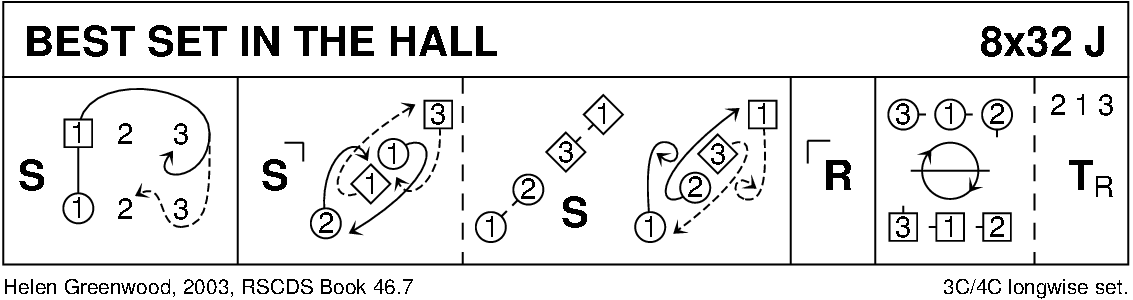 BEST SET IN THE HALL 8x32 J
1 2 3 3 1 1 3 1 3 1 2 2 1 3
S S 1 3 S R T R
1 2 3 2 1 2 2 1 3 1 2
Helen Greenwood, 2003, RSCDS Book 46.7 3C/4C longwise set.